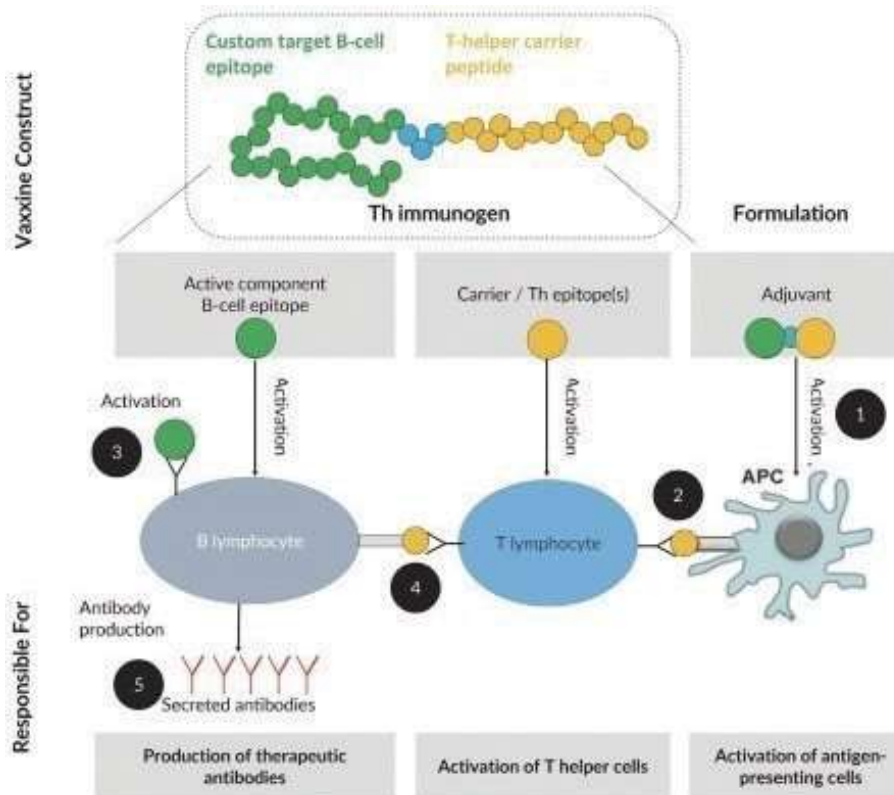 Vaxxine Construct
Custom target B-cell
epitope
T-helper carrier
peptide
Th immunogen
Formulation
Active component
B-cell epitope
Carrier / Th epitope(s)
Adjuvant
Activation
3
Activation
Activation
Activation
1
B lymphocyte
4
T lymphocyte
2
APC
Responsible For
Antibody
production
5
Secreted antibodies
Production of therapeutic
antibodies
Activation of T helper cells
Activation of antigen-
presenting cells